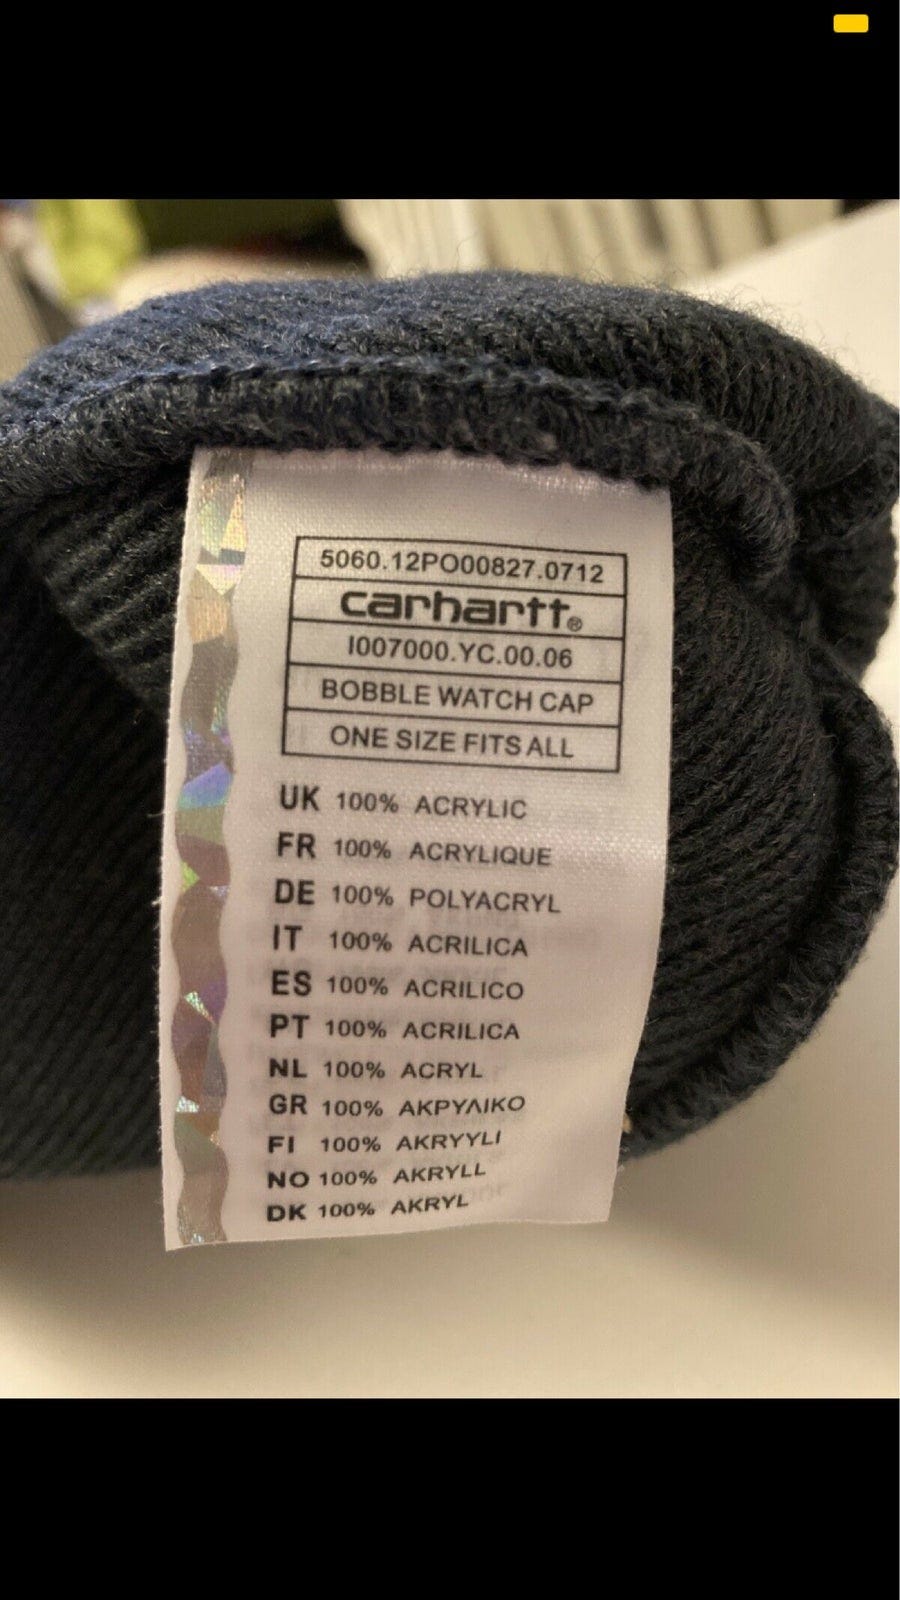 5060.12PO00827.0712
carhartt®
I007000.YC.00.06
BOBBLE WATCH CAP
ONE SIZE FITS ALL
UK 100% ACRYLIC
FR 100% ACRYLIQUE
DE 100% POLYACRYL
IT 100% ACRILICA
ES 100% ACRILICO
PT 100% ACRILICA
NL 100% ACRYL
GR 100% ΑΚΡΥΛΙΚΟ
FI 100% AKRYYLI
NO 100% AKRYLL
DK 100% AKRYL